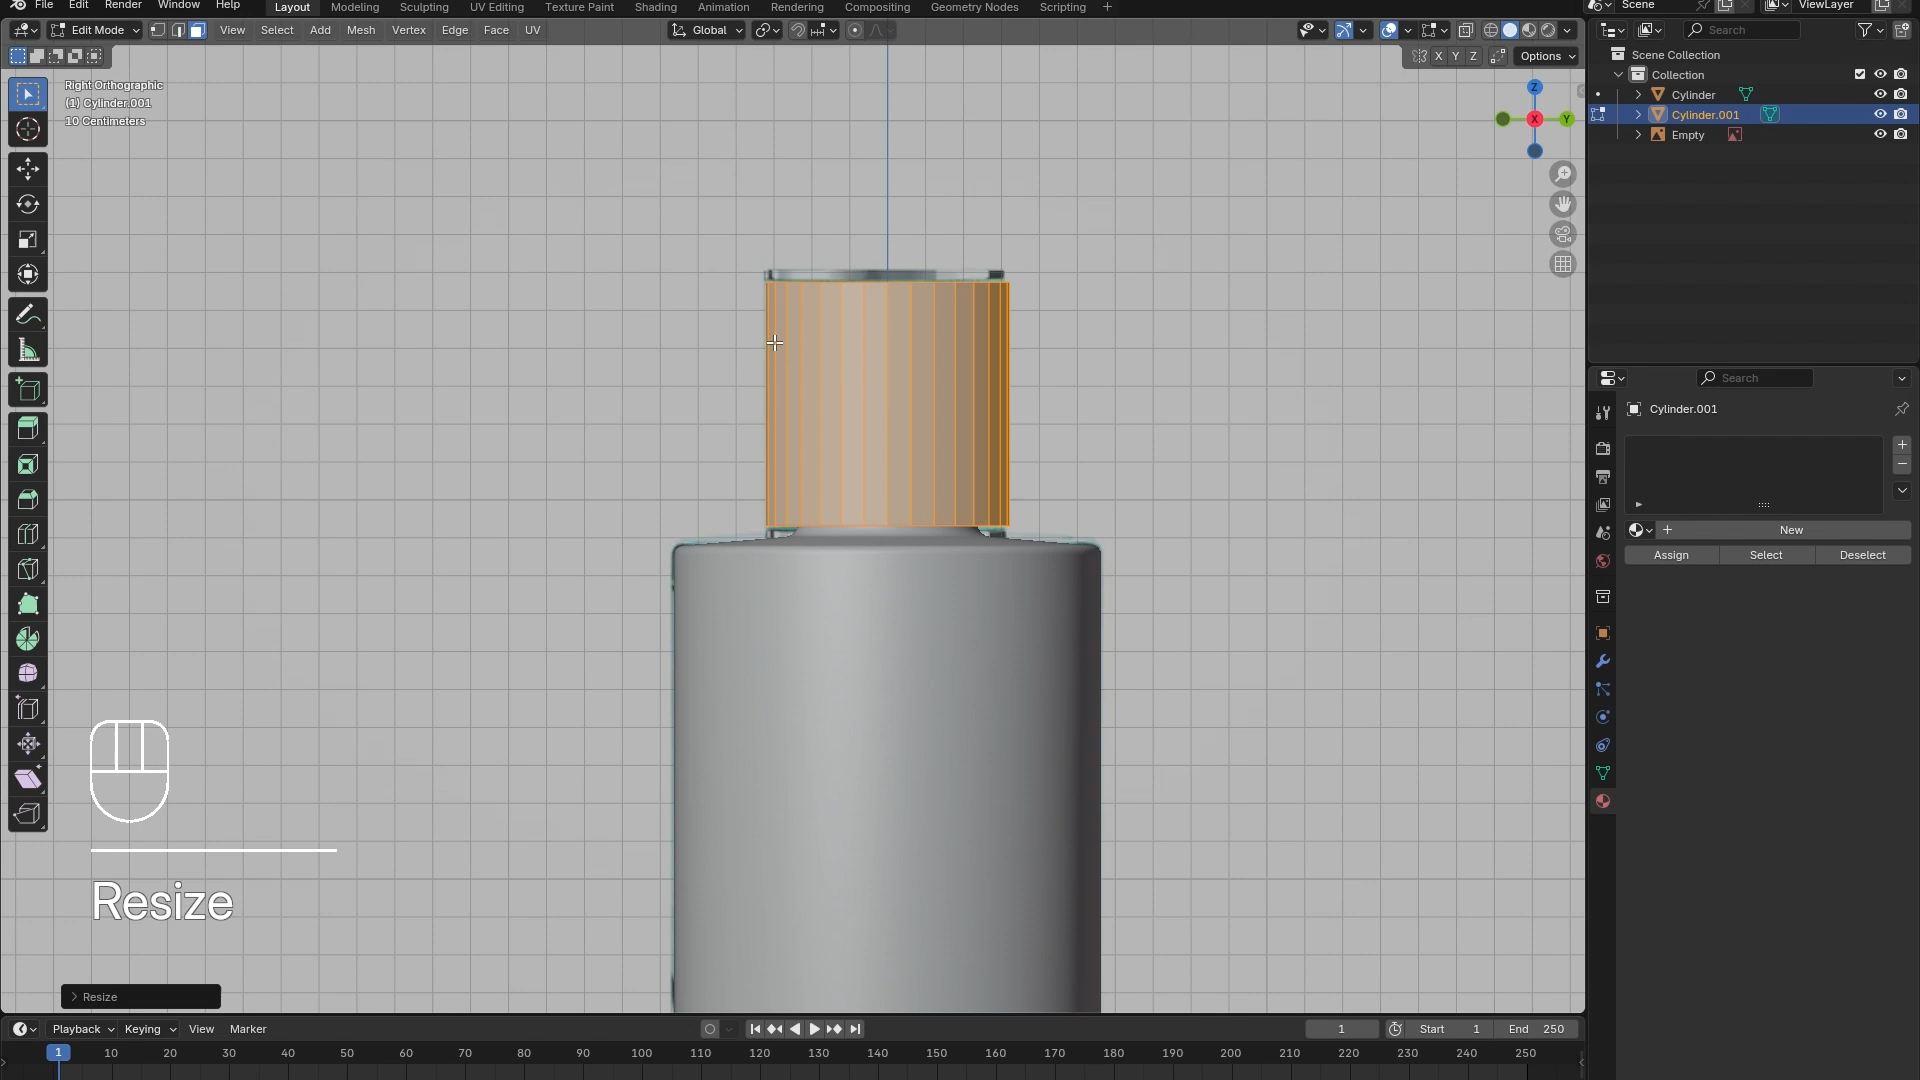 File Edit Render Window Help Layout Modeling Sculpting UV Editing Texture Paint Shading Animation Rendering Compositing Geometry Nodes Scripting + Scene ViewLayer
Edit Mode View Select Add Mesh Vertex Edge Face UV Global Search
X Y Z Options
Scene Collection
Collection
Cylinder
Cylinder.001
Empty
Right Orthographic
(1) Cylinder.001
10 Centimeters
Z
X Y
Search
Cylinder.001
New
Assign Select Deselect
Resize
Resize
Playback Keying View Marker 1 Start 1 End 250
1 10 20 30 40 50 60 70 80 90 100 110 120 130 140 150 160 170 180 190 200 210 220 230 240 250